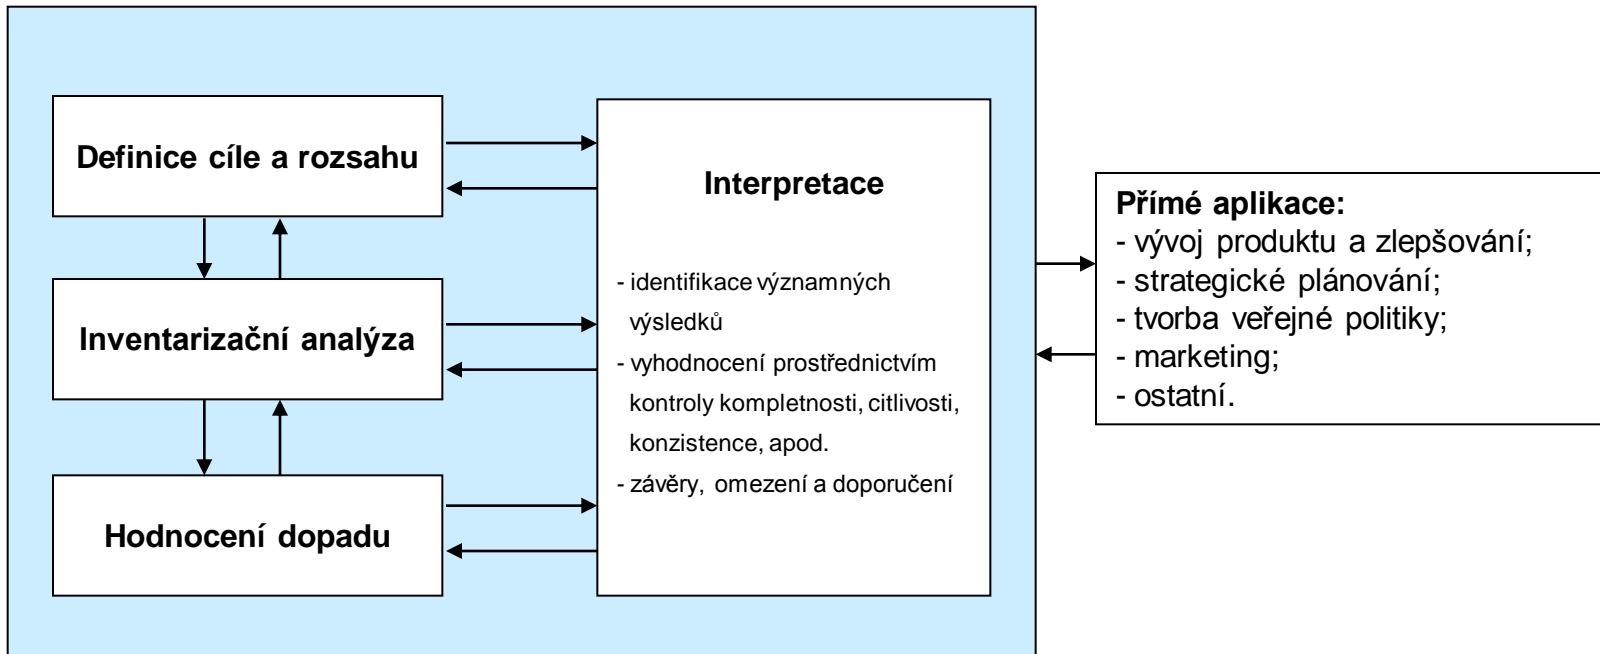 Definice cíle a rozsahu
Inventarizační analýza
Hodnocení dopadu
Interpretace
- identifikace významných
výsledků
- vyhodnocení prostřednictvím
kontroly kompletnosti, citlivosti,
konzistence, apod.
- závěry, omezení a doporučení
Přímé aplikace:
- vývoj produktu a zlepšování;
- strategické plánování;
- tvorba veřejné politiky;
- marketing;
- ostatní.